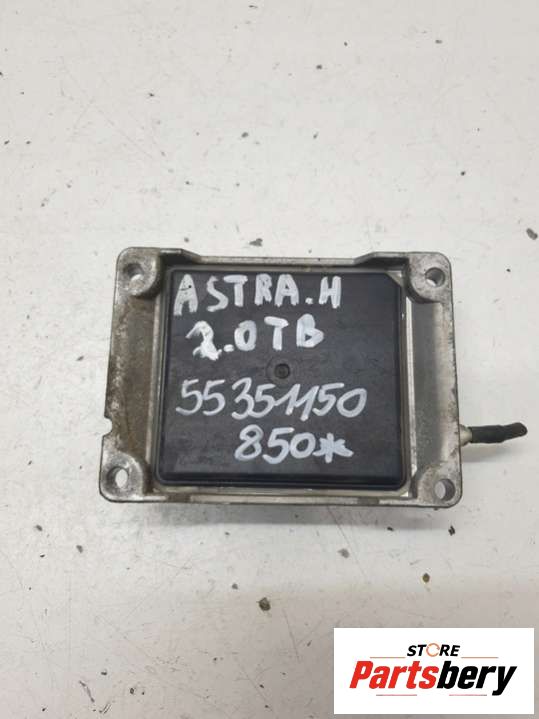 ASTRA.H
2.0TB
55351150
850*
STORE
Partsbery